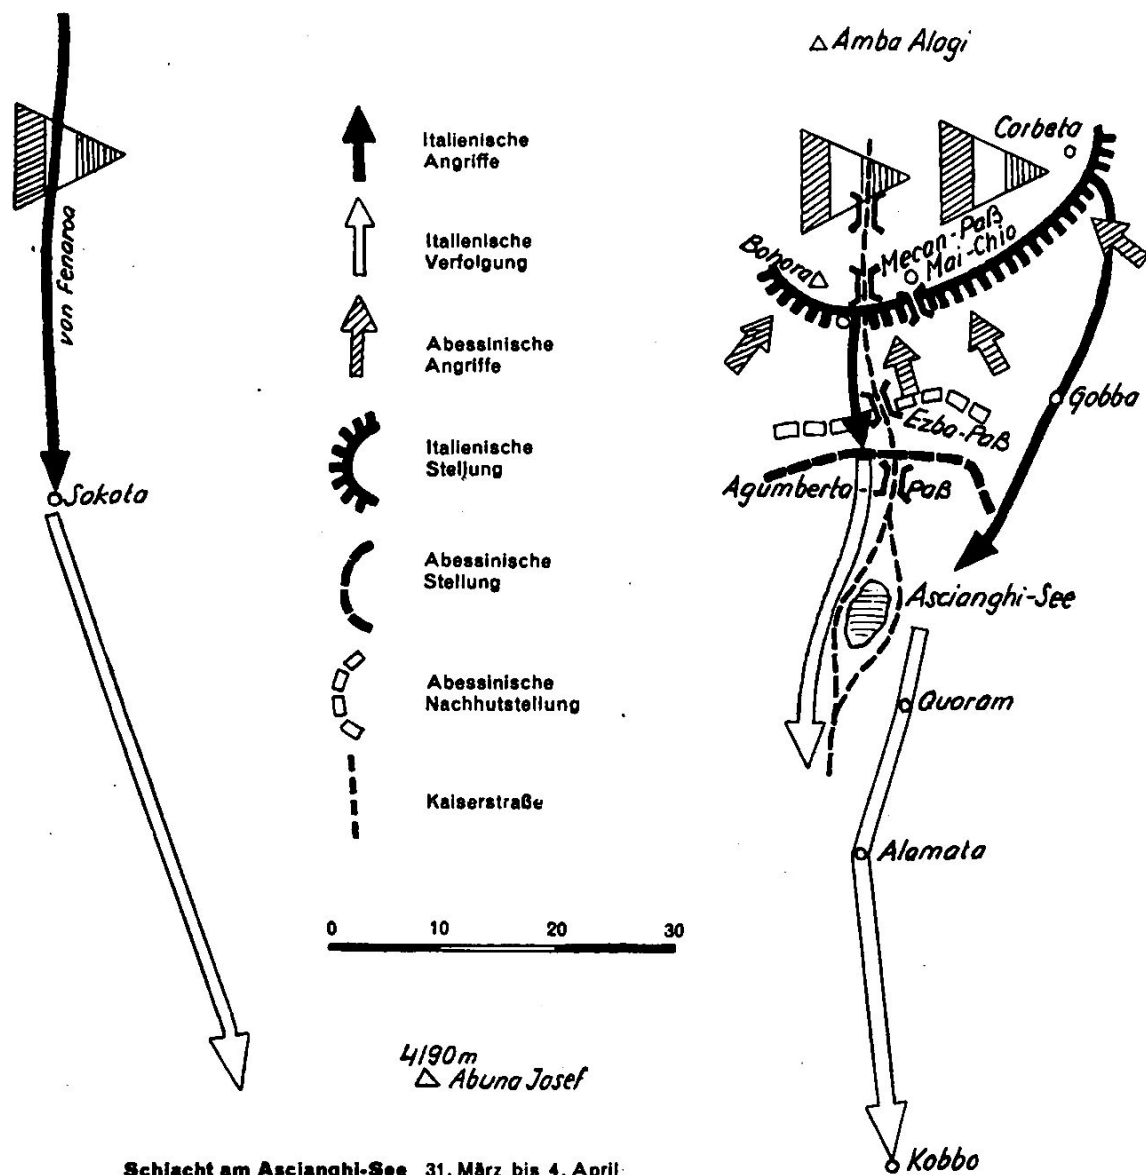 Amba Alagi
Corbeta
Mecan-Paß
Mai-Chio
Bohora
von Fenaroa
Italienische
Angriffe
Italienische
Verfolgung
Abessinische
Angriffe
Gobba
Ezba-Paß
Italienische
Stellung
Agumberta-Paß
Sokota
Abessinische
Stellung
Ascianghi-See
Abessinische
Nachhutstellung
Quoram
Kaiserstraße
Alamata
0 10 20 30
4190m
Abuna Josef
Kobbo
Schlacht am Ascianghi-See 31. März bis 4. April